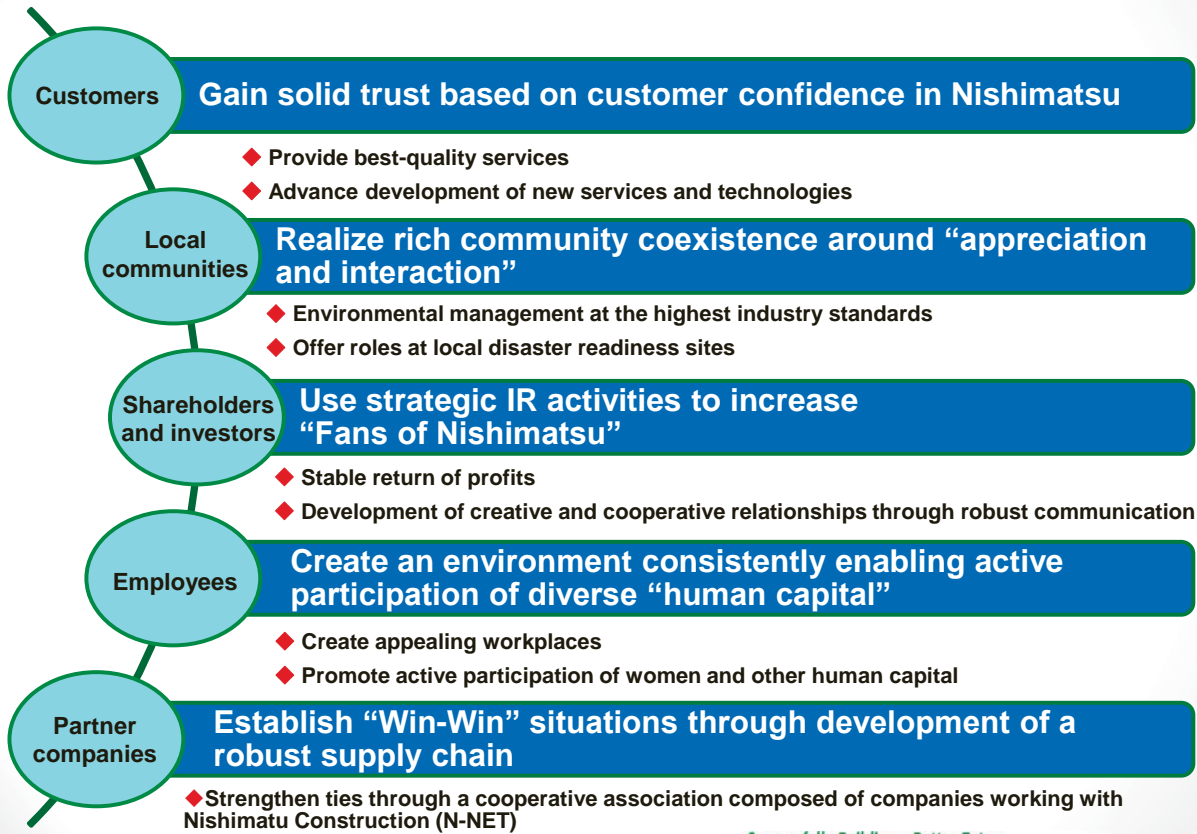 Customers
Gain solid trust based on customer confidence in Nishimatsu
◆ Provide best-quality services
◆ Advance development of new services and technologies
Local
communities
Realize rich community coexistence around “appreciation
and interaction”
◆ Environmental management at the highest industry standards
◆ Offer roles at local disaster readiness sites
Shareholders
and investors
Use strategic IR activities to increase
“Fans of Nishimatsu”
◆ Stable return of profits
◆ Development of creative and cooperative relationships through robust communication
Employees
Create an environment consistently enabling active
participation of diverse “human capital”
◆ Create appealing workplaces
◆ Promote active participation of women and other human capital
Partner
companies
Establish “Win-Win” situations through development of a
robust supply chain
◆Strengthen ties through a cooperative association composed of companies working with
Nishimatu Construction (N-NET)